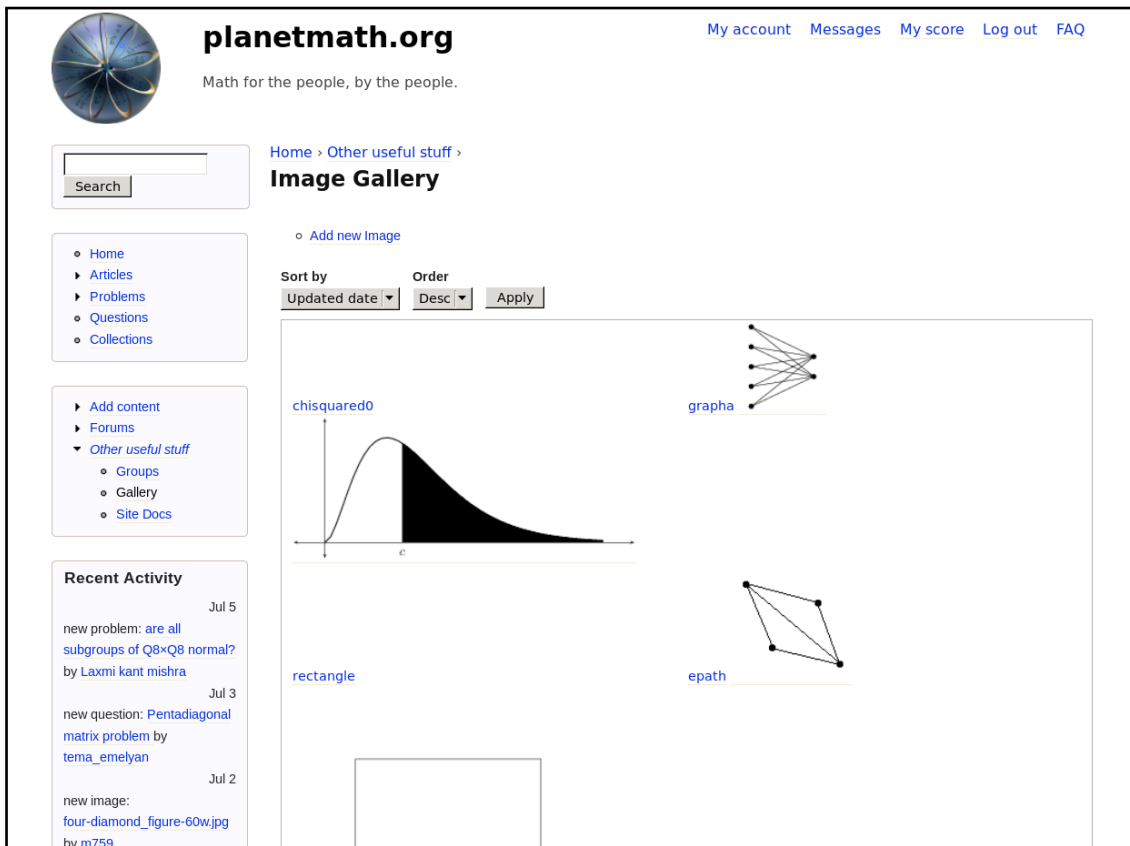 planetmath.org
Math for the people, by the people.
My account Messages My score Log out FAQ
Search
Home
Articles
Problems
Questions
Collections
Add content
Forums
Other useful stuff
Groups
Gallery
Site Docs
Recent Activity
Jul 5
new problem: are all
subgroups of Q8×Q8 normal?
by Laxmi kant mishra
Jul 3
new question: Pentadiagonal
matrix problem by
tema_emelyan
Jul 2
new image:
four-diamond_figure-60w.jpg
by m759
Home › Other useful stuff ›
Image Gallery
Add new Image
Sort by Order
Updated date Desc Apply
chisquared0
grapha
c
rectangle
epath